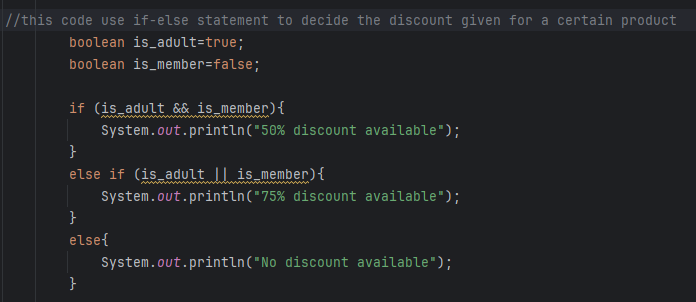 //this code use if-else statement to decide the discount given for a certain product
boolean is_adult=true;
boolean is_member=false;
if (is_adult && is_member){
System.out.println("50% discount available");
}
else if (is_adult || is_member){
System.out.println("75% discount available");
}
else{
System.out.println("No discount available");
}